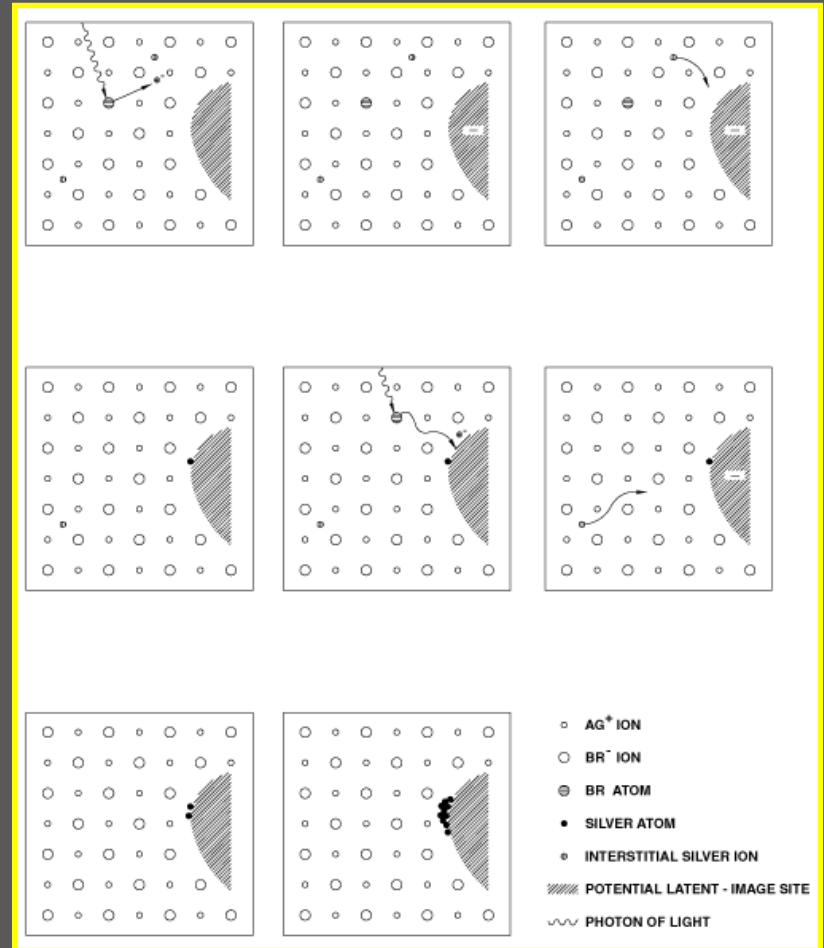 AG+ ION
BR- ION
BR ATOM
SILVER ATOM
INTERSTITIAL SILVER ION
POTENTIAL LATENT - IMAGE SITE
PHOTON OF LIGHT